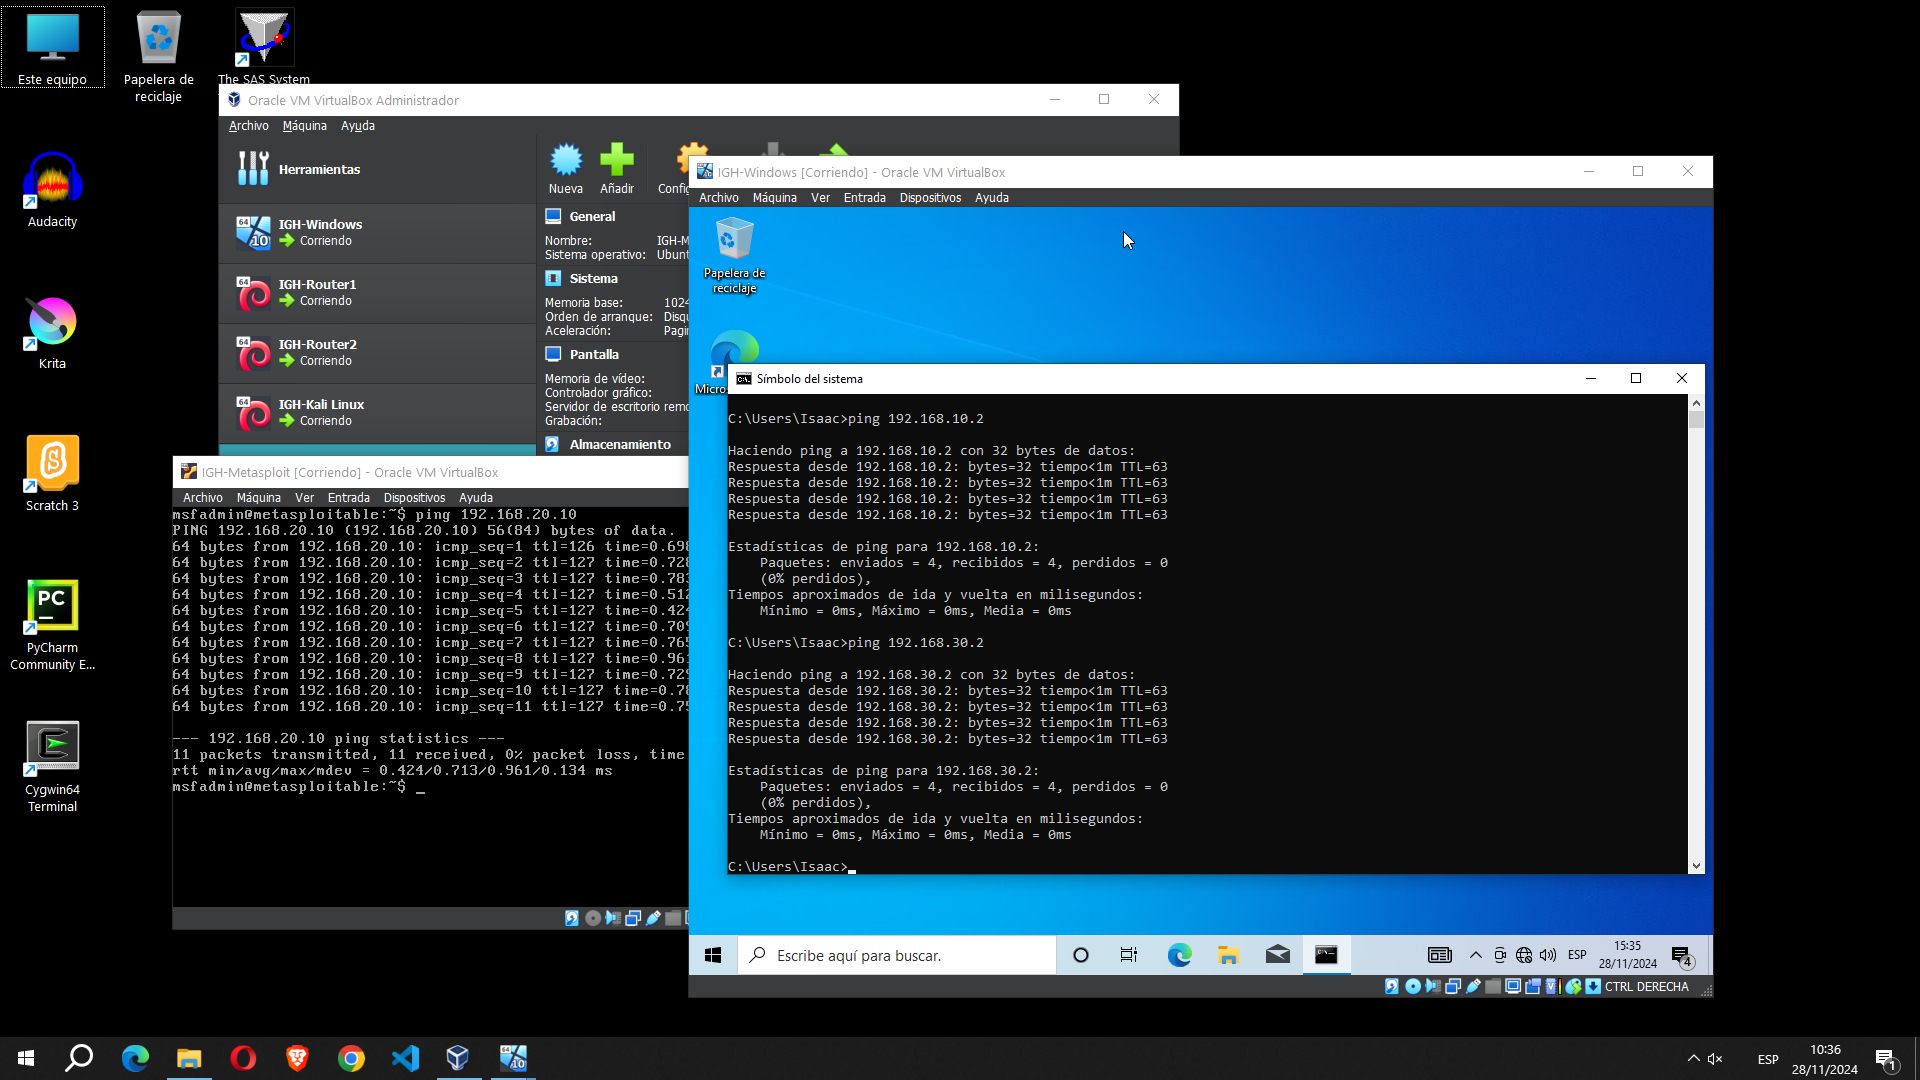 Este equipo
Papelera de
reciclaje
The SAS System
Audacity
Krita
Scratch 3
PyCharm
Community E...
Cygwin64
Terminal
Oracle VM VirtualBox Administrador
Archivo Máquina Ayuda
Herramientas
Nueva
Añadir
IGH-Windows
Corriendo
IGH-Router1
Corriendo
IGH-Router2
Corriendo
IGH-Kali Linux
Corriendo
General
Nombre: IGH-M
Sistema operativo: Ubun
Sistema
Memoria base: 1024
Orden de arranque: Disq
Aceleración: Pagi
Pantalla
Memoria de vídeo:
Controlador gráfico:
Servidor de escritorio remo
Grabación:
Almacenamiento
IGH-Metasploit [Corriendo] - Oracle VM VirtualBox
Archivo Máquina Ver Entrada Dispositivos Ayuda
msfadmin@metasploitable:~$ ping 192.168.20.10
PING 192.168.20.10 (192.168.20.10) 56(84) bytes of data.
64 bytes from 192.168.20.10: icmp_seq=1 ttl=126 time=0.698
64 bytes from 192.168.20.10: icmp_seq=2 ttl=127 time=0.728
64 bytes from 192.168.20.10: icmp_seq=3 ttl=127 time=0.783
64 bytes from 192.168.20.10: icmp_seq=4 ttl=127 time=0.512
64 bytes from 192.168.20.10: icmp_seq=5 ttl=127 time=0.424
64 bytes from 192.168.20.10: icmp_seq=6 ttl=127 time=0.709
64 bytes from 192.168.20.10: icmp_seq=7 ttl=127 time=0.765
64 bytes from 192.168.20.10: icmp_seq=8 ttl=127 time=0.961
64 bytes from 192.168.20.10: icmp_seq=9 ttl=127 time=0.729
64 bytes from 192.168.20.10: icmp_seq=10 ttl=127 time=0.78
64 bytes from 192.168.20.10: icmp_seq=11 ttl=127 time=0.75
--- 192.168.20.10 ping statistics ---
11 packets transmitted, 11 received, 0% packet loss, time
rtt min/avg/max/mdev = 0.424/0.713/0.961/0.134 ms
msfadmin@metasploitable:~$ _
IGH-Windows [Corriendo] - Oracle VM VirtualBox
Archivo Máquina Ver Entrada Dispositivos Ayuda
Papelera de
reciclaje
Micro
Símbolo del sistema
C:\Users\Isaac>ping 192.168.10.2
Haciendo ping a 192.168.10.2 con 32 bytes de datos:
Respuesta desde 192.168.10.2: bytes=32 tiempo<1m TTL=63
Respuesta desde 192.168.10.2: bytes=32 tiempo<1m TTL=63
Respuesta desde 192.168.10.2: bytes=32 tiempo<1m TTL=63
Respuesta desde 192.168.10.2: bytes=32 tiempo<1m TTL=63
Estadísticas de ping para 192.168.10.2:
Paquetes: enviados = 4, recibidos = 4, perdidos = 0
(0% perdidos),
Tiempos aproximados de ida y vuelta en milisegundos:
Mínimo = 0ms, Máximo = 0ms, Media = 0ms
C:\Users\Isaac>ping 192.168.30.2
Haciendo ping a 192.168.30.2 con 32 bytes de datos:
Respuesta desde 192.168.30.2: bytes=32 tiempo<1m TTL=63
Respuesta desde 192.168.30.2: bytes=32 tiempo<1m TTL=63
Respuesta desde 192.168.30.2: bytes=32 tiempo<1m TTL=63
Respuesta desde 192.168.30.2: bytes=32 tiempo<1m TTL=63
Estadísticas de ping para 192.168.30.2:
Paquetes: enviados = 4, recibidos = 4, perdidos = 0
(0% perdidos),
Tiempos aproximados de ida y vuelta en milisegundos:
Mínimo = 0ms, Máximo = 0ms, Media = 0ms
C:\Users\Isaac>
Escribe aquí para buscar.
ESP
15:35
28/11/2024
4
CTRL DERECHA
ESP
10:36
28/11/2024
1